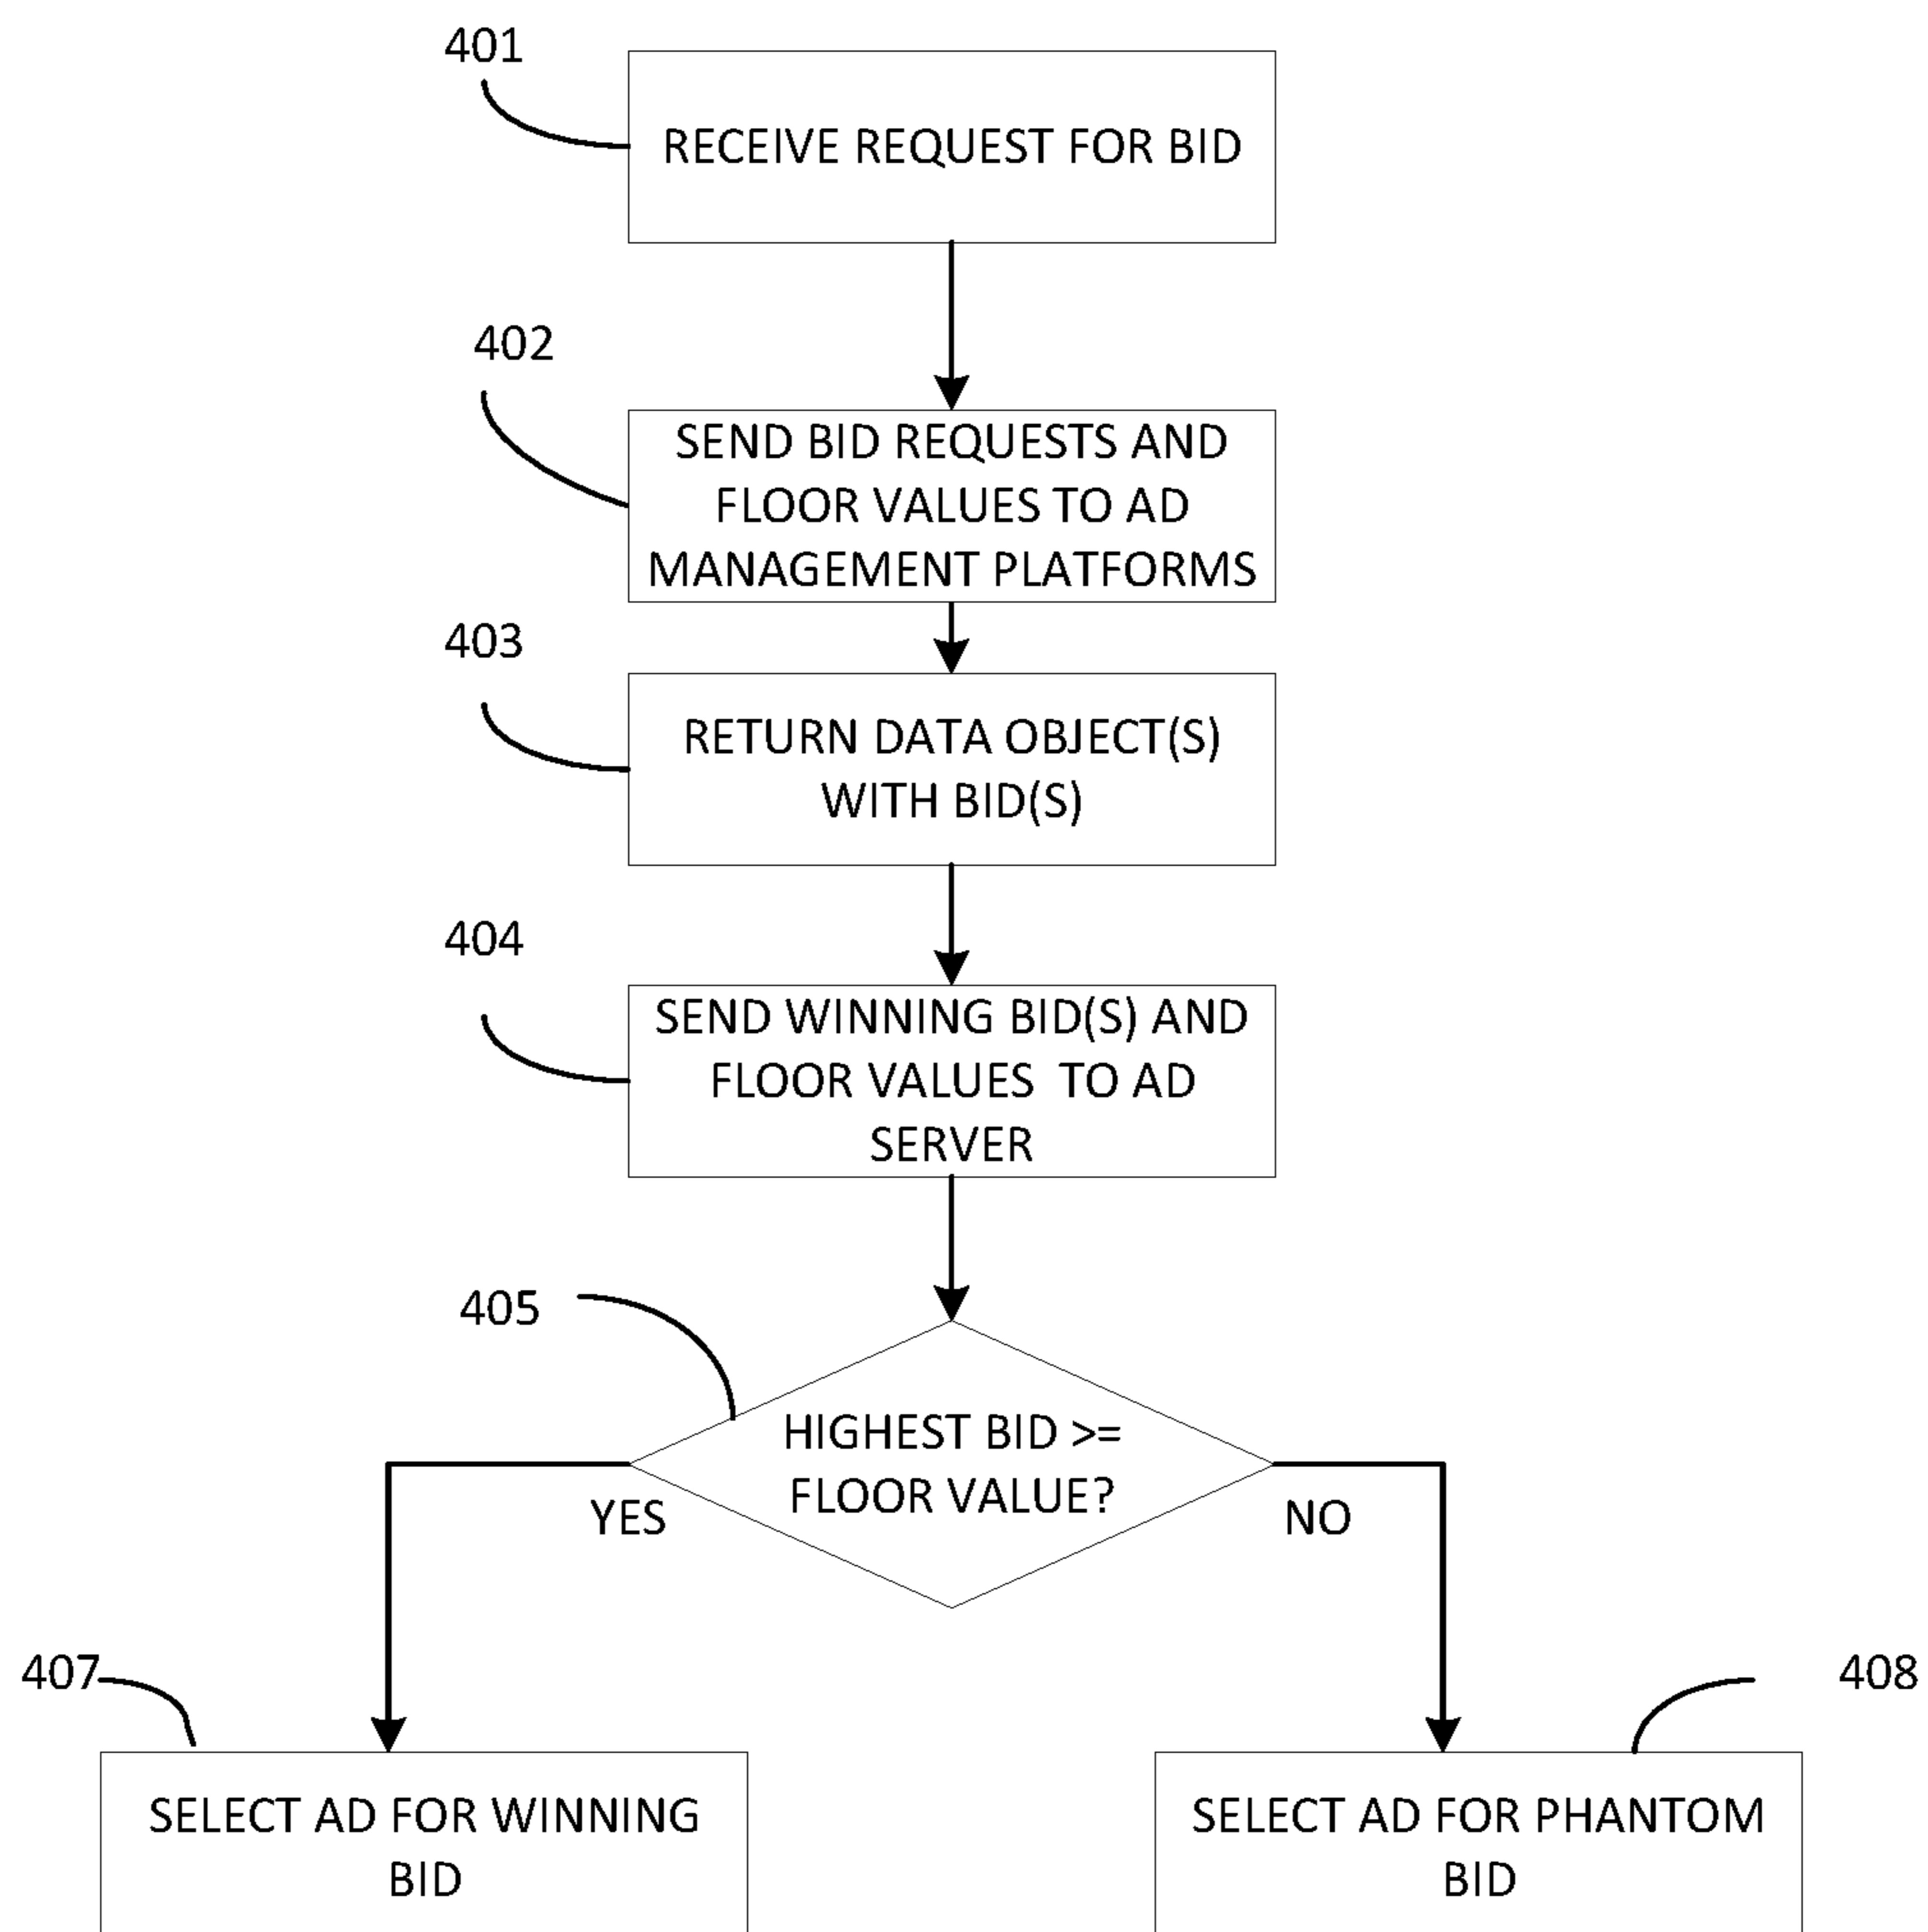 401
RECEIVE REQUEST FOR BID
402
SEND BID REQUESTS AND
FLOOR VALUES TO AD
MANAGEMENT PLATFORMS
403
RETURN DATA OBJECT(S)
WITH BID(S)
404
SEND WINNING BID(S) AND
FLOOR VALUES TO AD
SERVER
405
HIGHEST BID >=
FLOOR VALUE?
YES
NO
407
408
SELECT AD FOR WINNING
BID
SELECT AD FOR PHANTOM
BID